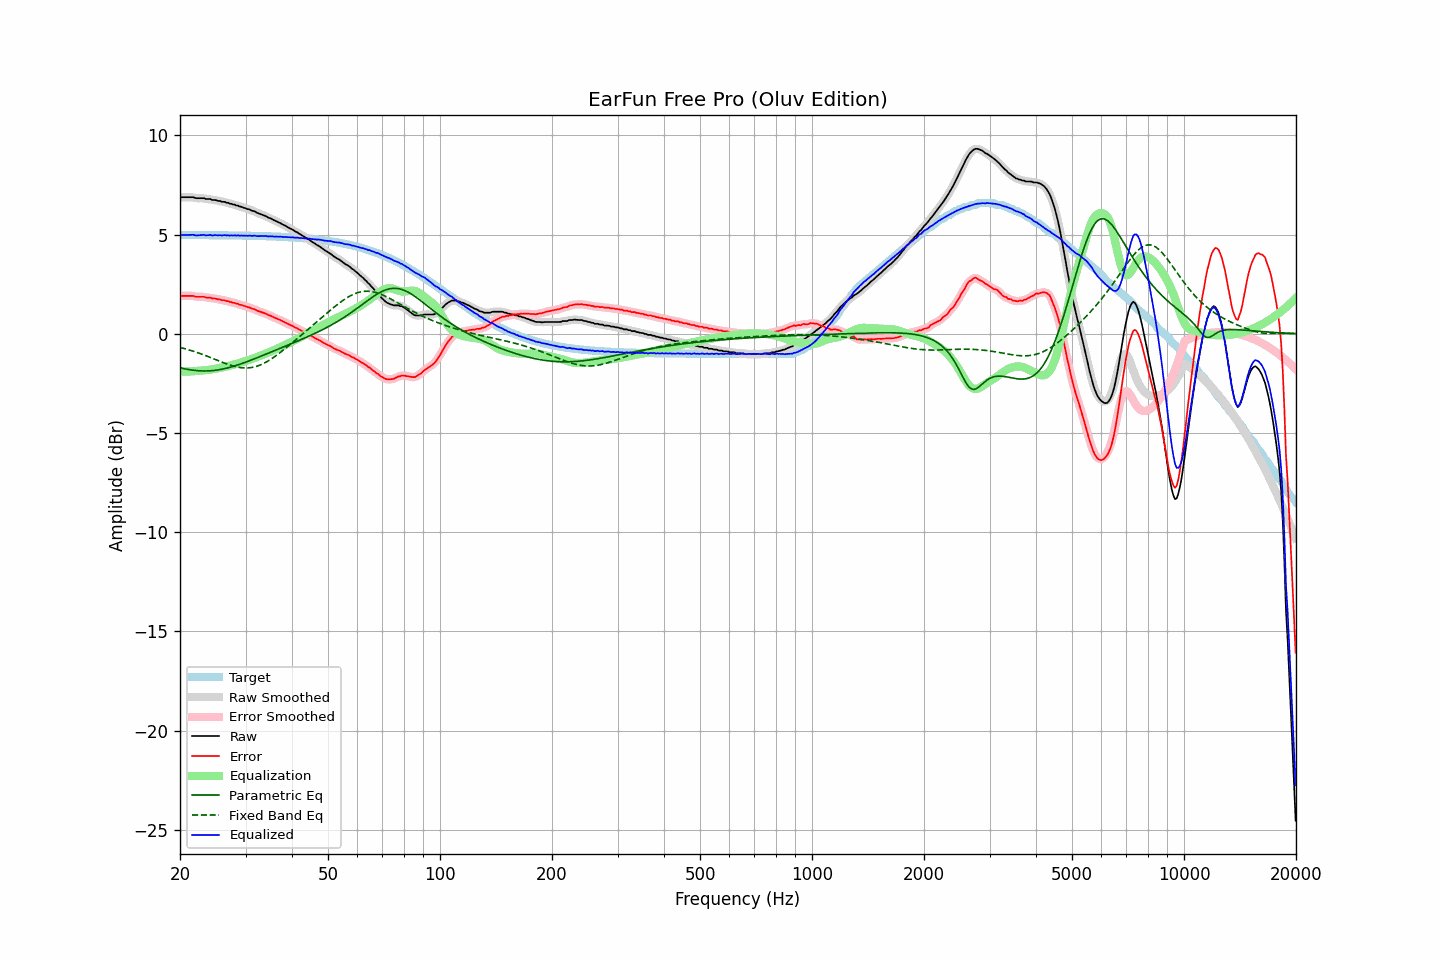 EarFun Free Pro (Oluv Edition)
10
5
0
−5
−10
−15
−20
−25
Amplitude (dBr)
Target
Raw Smoothed
Error Smoothed
Raw
Error
Equalization
Parametric Eq
Fixed Band Eq
Equalized
20 50 100 200 500 1000 2000 5000 10000 20000
Frequency (Hz)